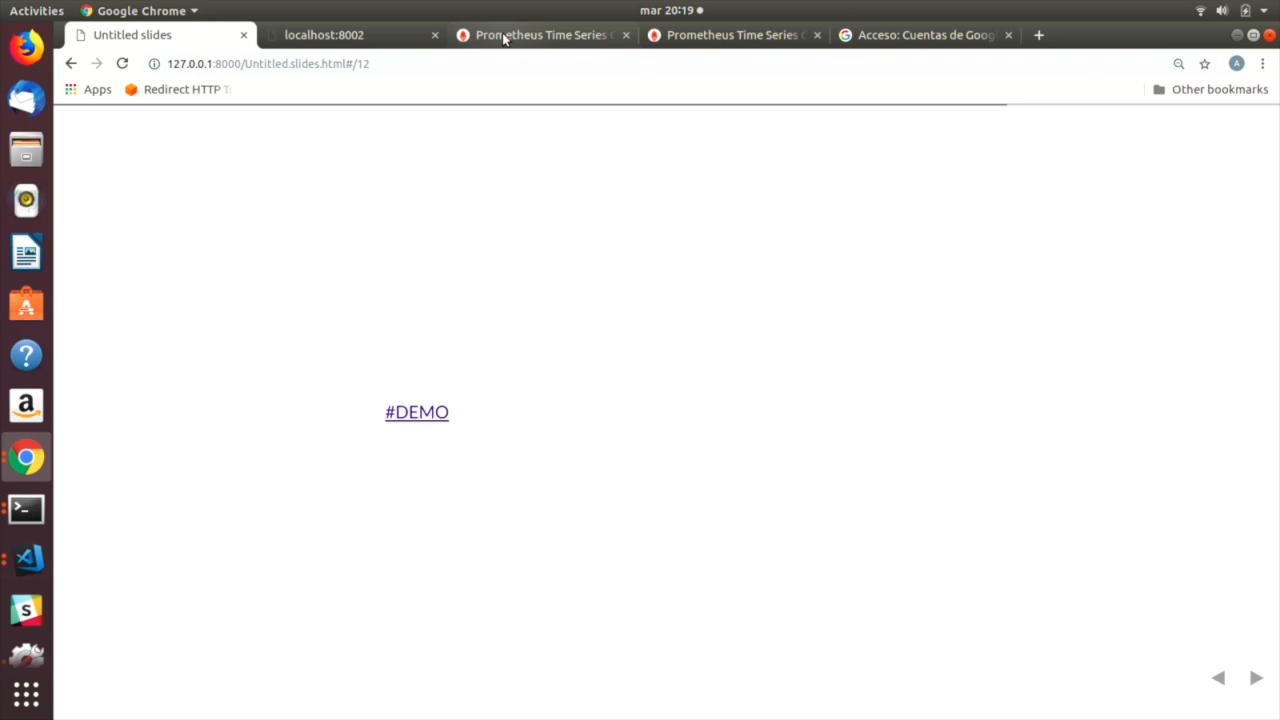 Activities Google Chrome mar 20:19
Untitled slides localhost:8002 Prometheus Time Series Prometheus Time Series Acceso: Cuentas de Goog
127.0.0.1:8000/Untitled.slides.html#/12 A
Apps Redirect HTTP Other bookmarks
#DEMO